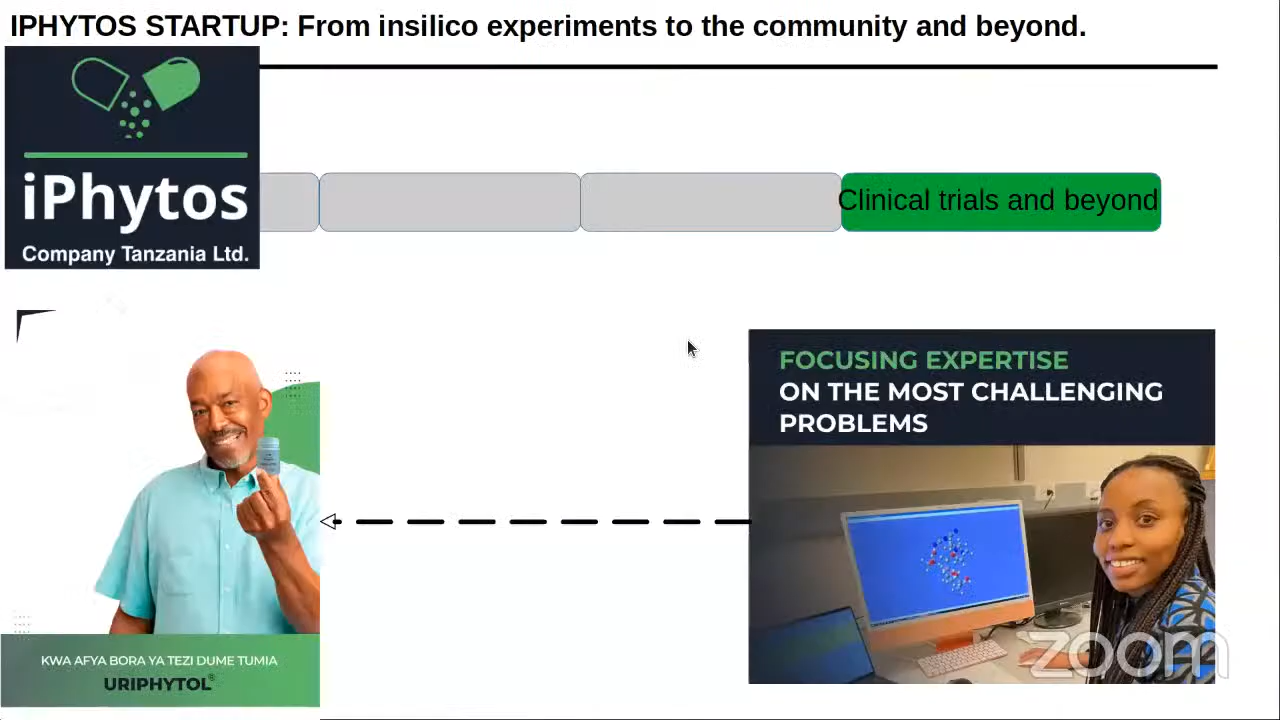 IPHYTOS STARTUP: From insilico experiments to the community and beyond.
iPhytos
Company Tanzania Ltd.
Clinical trials and beyond
FOCUSING EXPERTISE
ON THE MOST CHALLENGING
PROBLEMS
KWA AFYA BORA YA TEZI DUME TUMIA
URIPHYTOL®
zoom